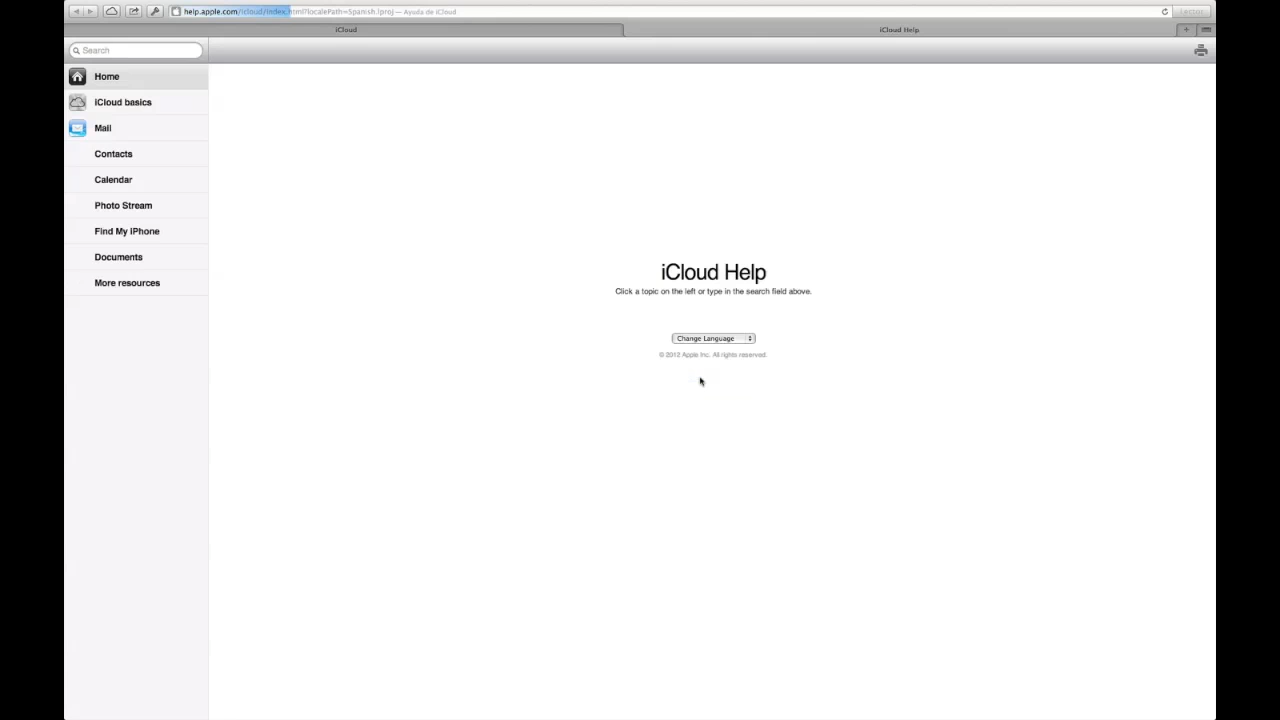 help.apple.com/icloud/index.html?localePath=Spanish.lproj — Ayuda de iCloud
Lector
iCloud
iCloud Help
Search
Home
iCloud basics
Mail
Contacts
Calendar
Photo Stream
Find My iPhone
Documents
More resources
iCloud Help
Click a topic on the left or type in the search field above.
Change Language
© 2012 Apple Inc. All rights reserved.